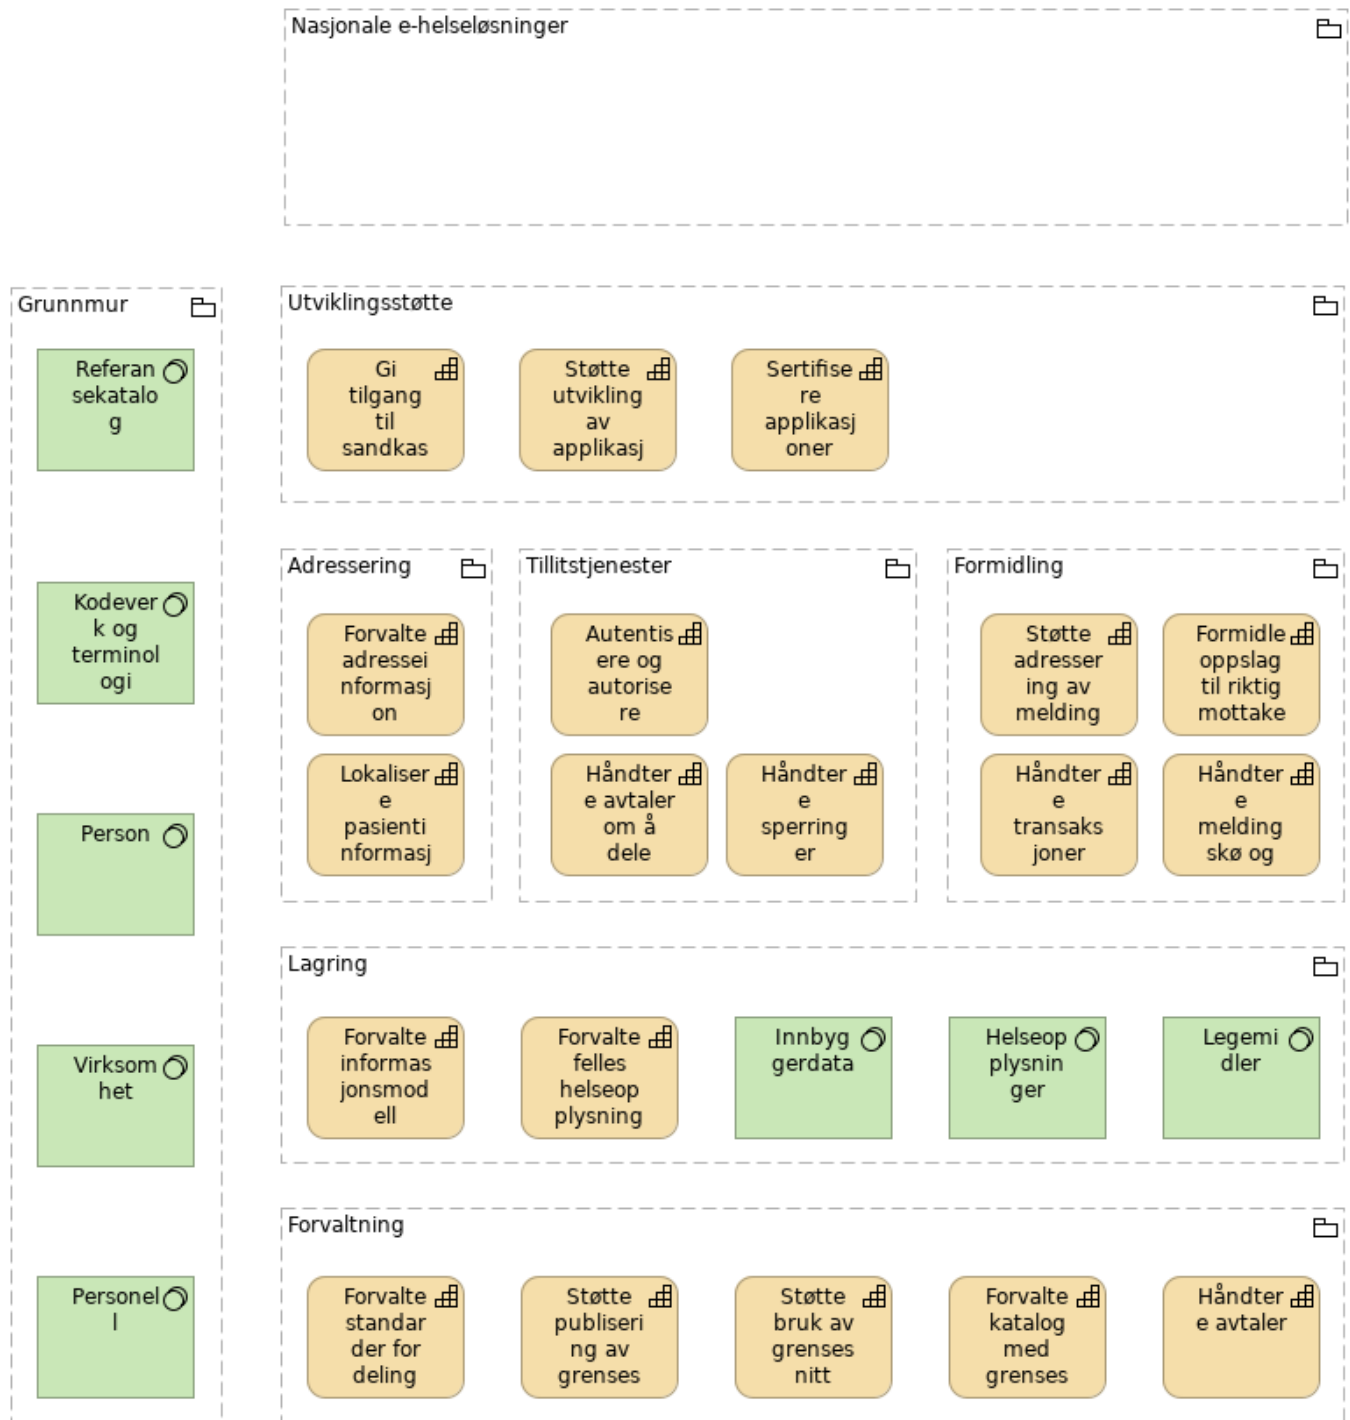 Nasjonale e-helseløsninger
Grunnmur
Referan
sekatalo
g
Kodever
k og
terminol
ogi
Person
Virksom
het
Personel
l
Utviklingsstøtte
Gi
tilgang
til
sandkas
Støtte
utvikling
av
applikasj
Sertifise
re
applikasj
oner
Adressering
Forvalte
adressei
nformasj
on
Lokaliser
e
pasienti
nformasj
Tillitstjenester
Autentis
ere og
autorise
re
Håndter
e avtaler
om å
dele
Håndter
e
sperring
er
Formidling
Støtte
adresser
ing av
melding
Formidle
oppslag
til riktig
mottake
Håndter
e
transaks
joner
Håndter
e
melding
skø og
Lagring
Forvalte
informas
jonsmod
ell
Forvalte
felles
helseop
plysning
Innbyg
gerdata
Helseop
plysnin
ger
Legemi
dler
Forvaltning
Forvalte
standar
der for
deling
Støtte
publiseri
ng av
grenses
Støtte
bruk av
grenses
nitt
Forvalte
katalog
med
grenses
Håndter
e avtaler